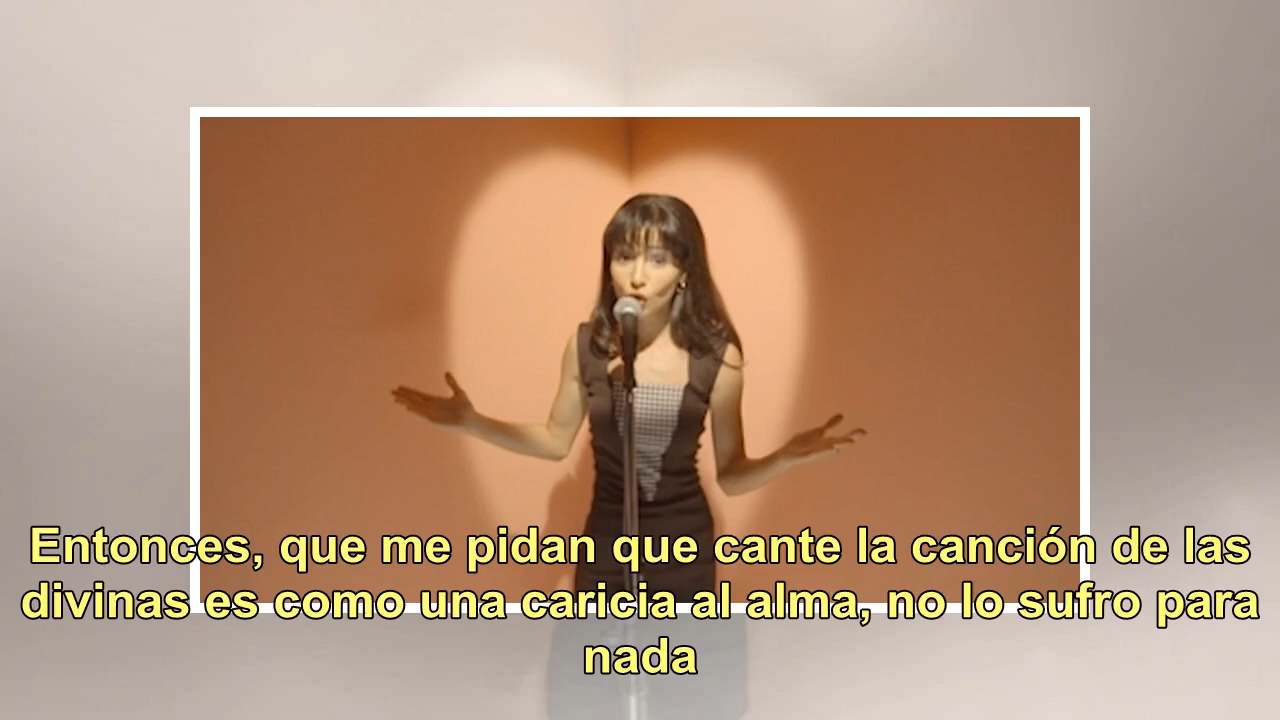 Entonces, que me pidan que cante la canción de las
divinas es como una caricia al alma, no lo sufro para
nada